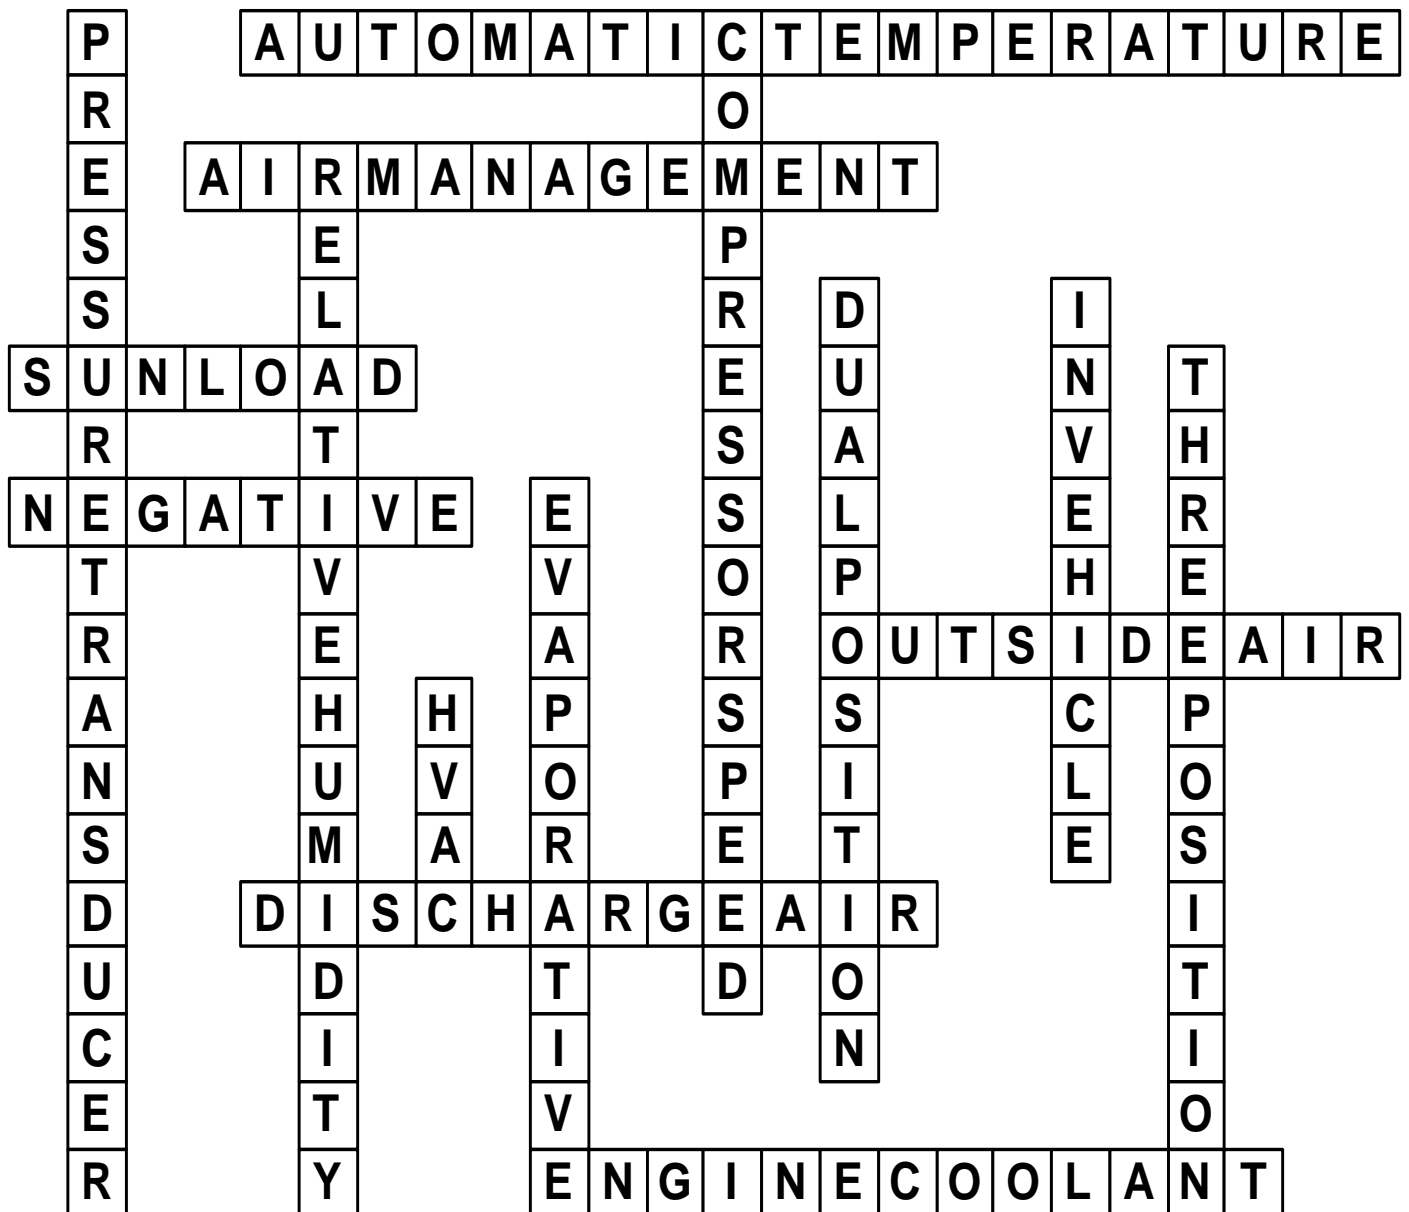 AUTOMATICTEMPERATURE
AIRMANAGEMENT
SUNLOAD
NEGATIVE
OUTSIDEAIR
DISCHARGEAIR
ENGINECOOLANT
PRESSURETRANSDUCER
RELATIVEHUMIDITY
HVAC
EVAPORATIVE
COMPRESSORSPEED
DUALPOSITION
INVEHICLE
THREEPOSITION